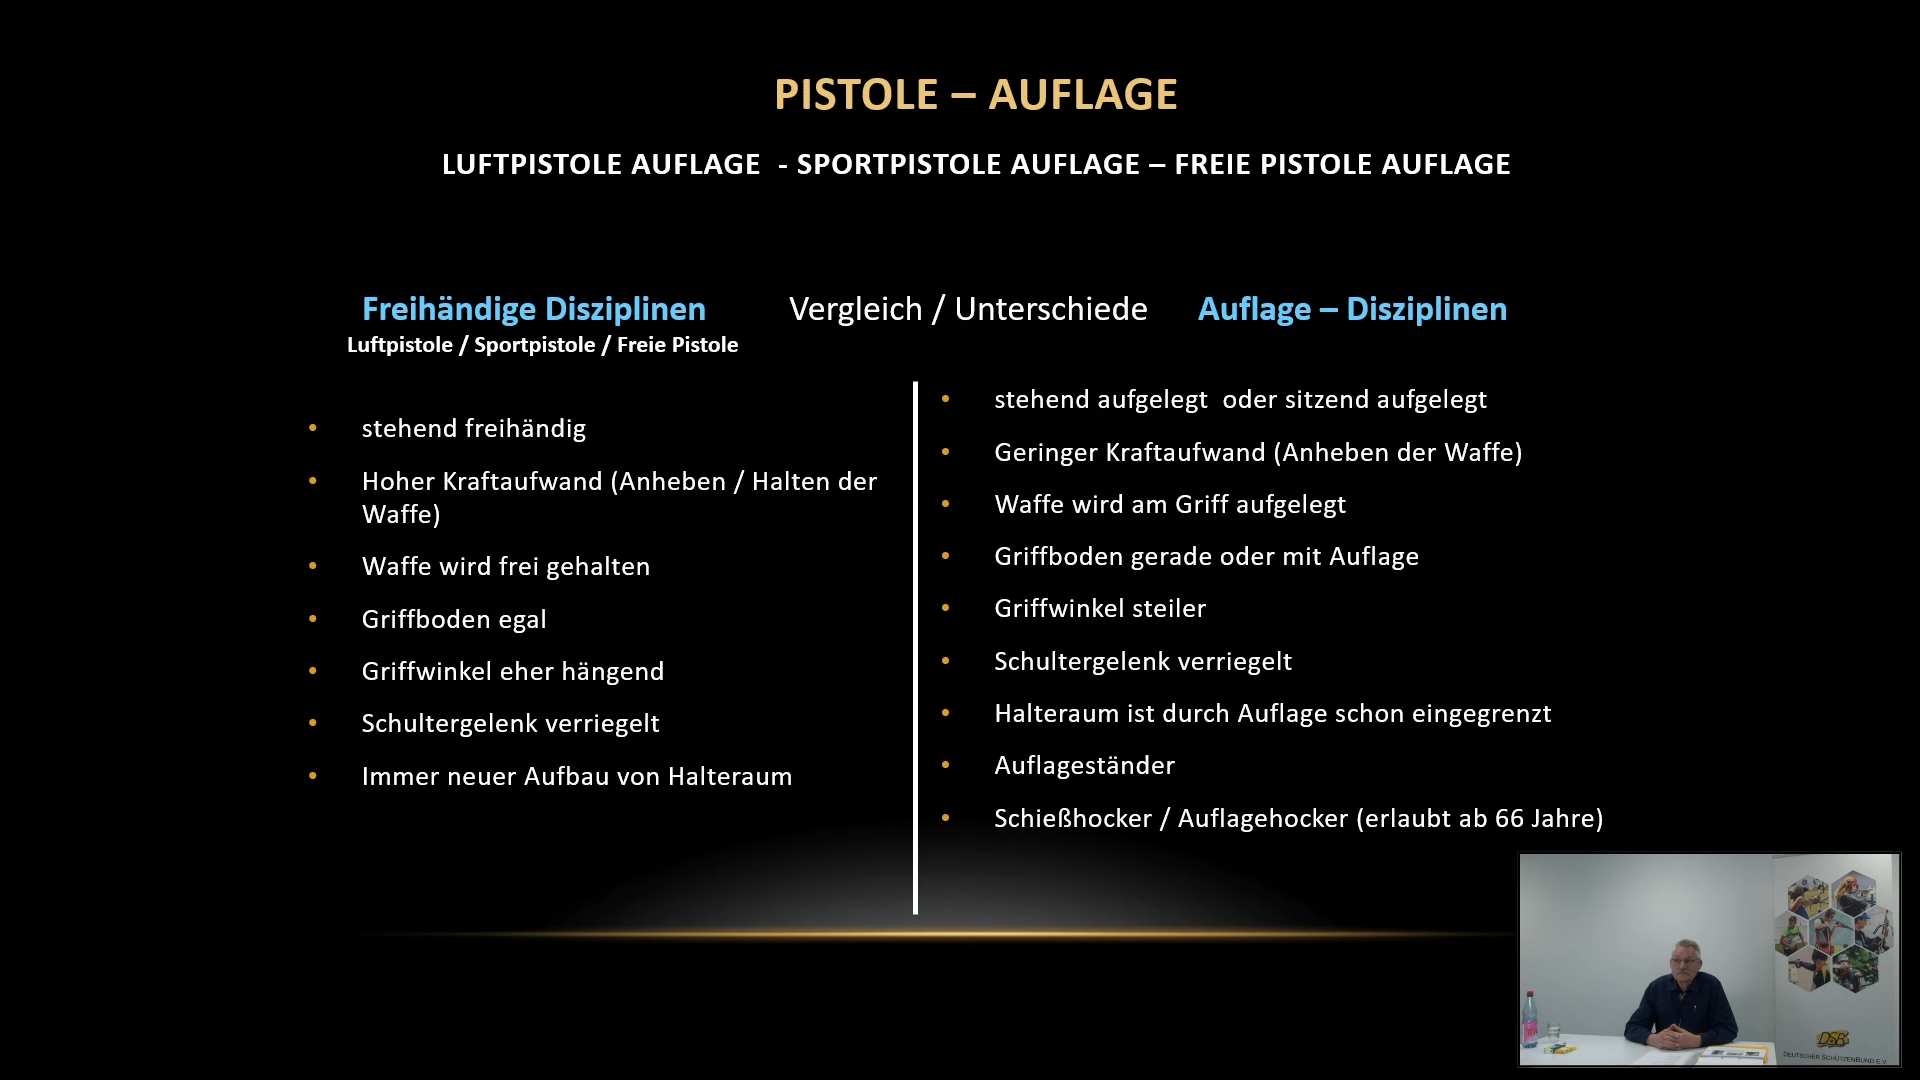 PISTOLE – AUFLAGE
LUFTPISTOLE AUFLAGE - SPORTPISTOLE AUFLAGE – FREIE PISTOLE AUFLAGE
Freihändige Disziplinen
Luftpistole / Sportpistole / Freie Pistole
Vergleich / Unterschiede
Auflage – Disziplinen
• stehend freihändig
• Hoher Kraftaufwand (Anheben / Halten der
Waffe)
• Waffe wird frei gehalten
• Griffboden egal
• Griffwinkel eher hängend
• Schultergelenk verriegelt
• Immer neuer Aufbau von Halteraum
• stehend aufgelegt oder sitzend aufgelegt
• Geringer Kraftaufwand (Anheben der Waffe)
• Waffe wird am Griff aufgelegt
• Griffboden gerade oder mit Auflage
• Griffwinkel steiler
• Schultergelenk verriegelt
• Halteraum ist durch Auflage schon eingegrenzt
• Auflageständer
• Schießhocker / Auflagehocker (erlaubt ab 66 Jahre)
DSB
DEUTSCHER SCHÜTZENBUND E.V.